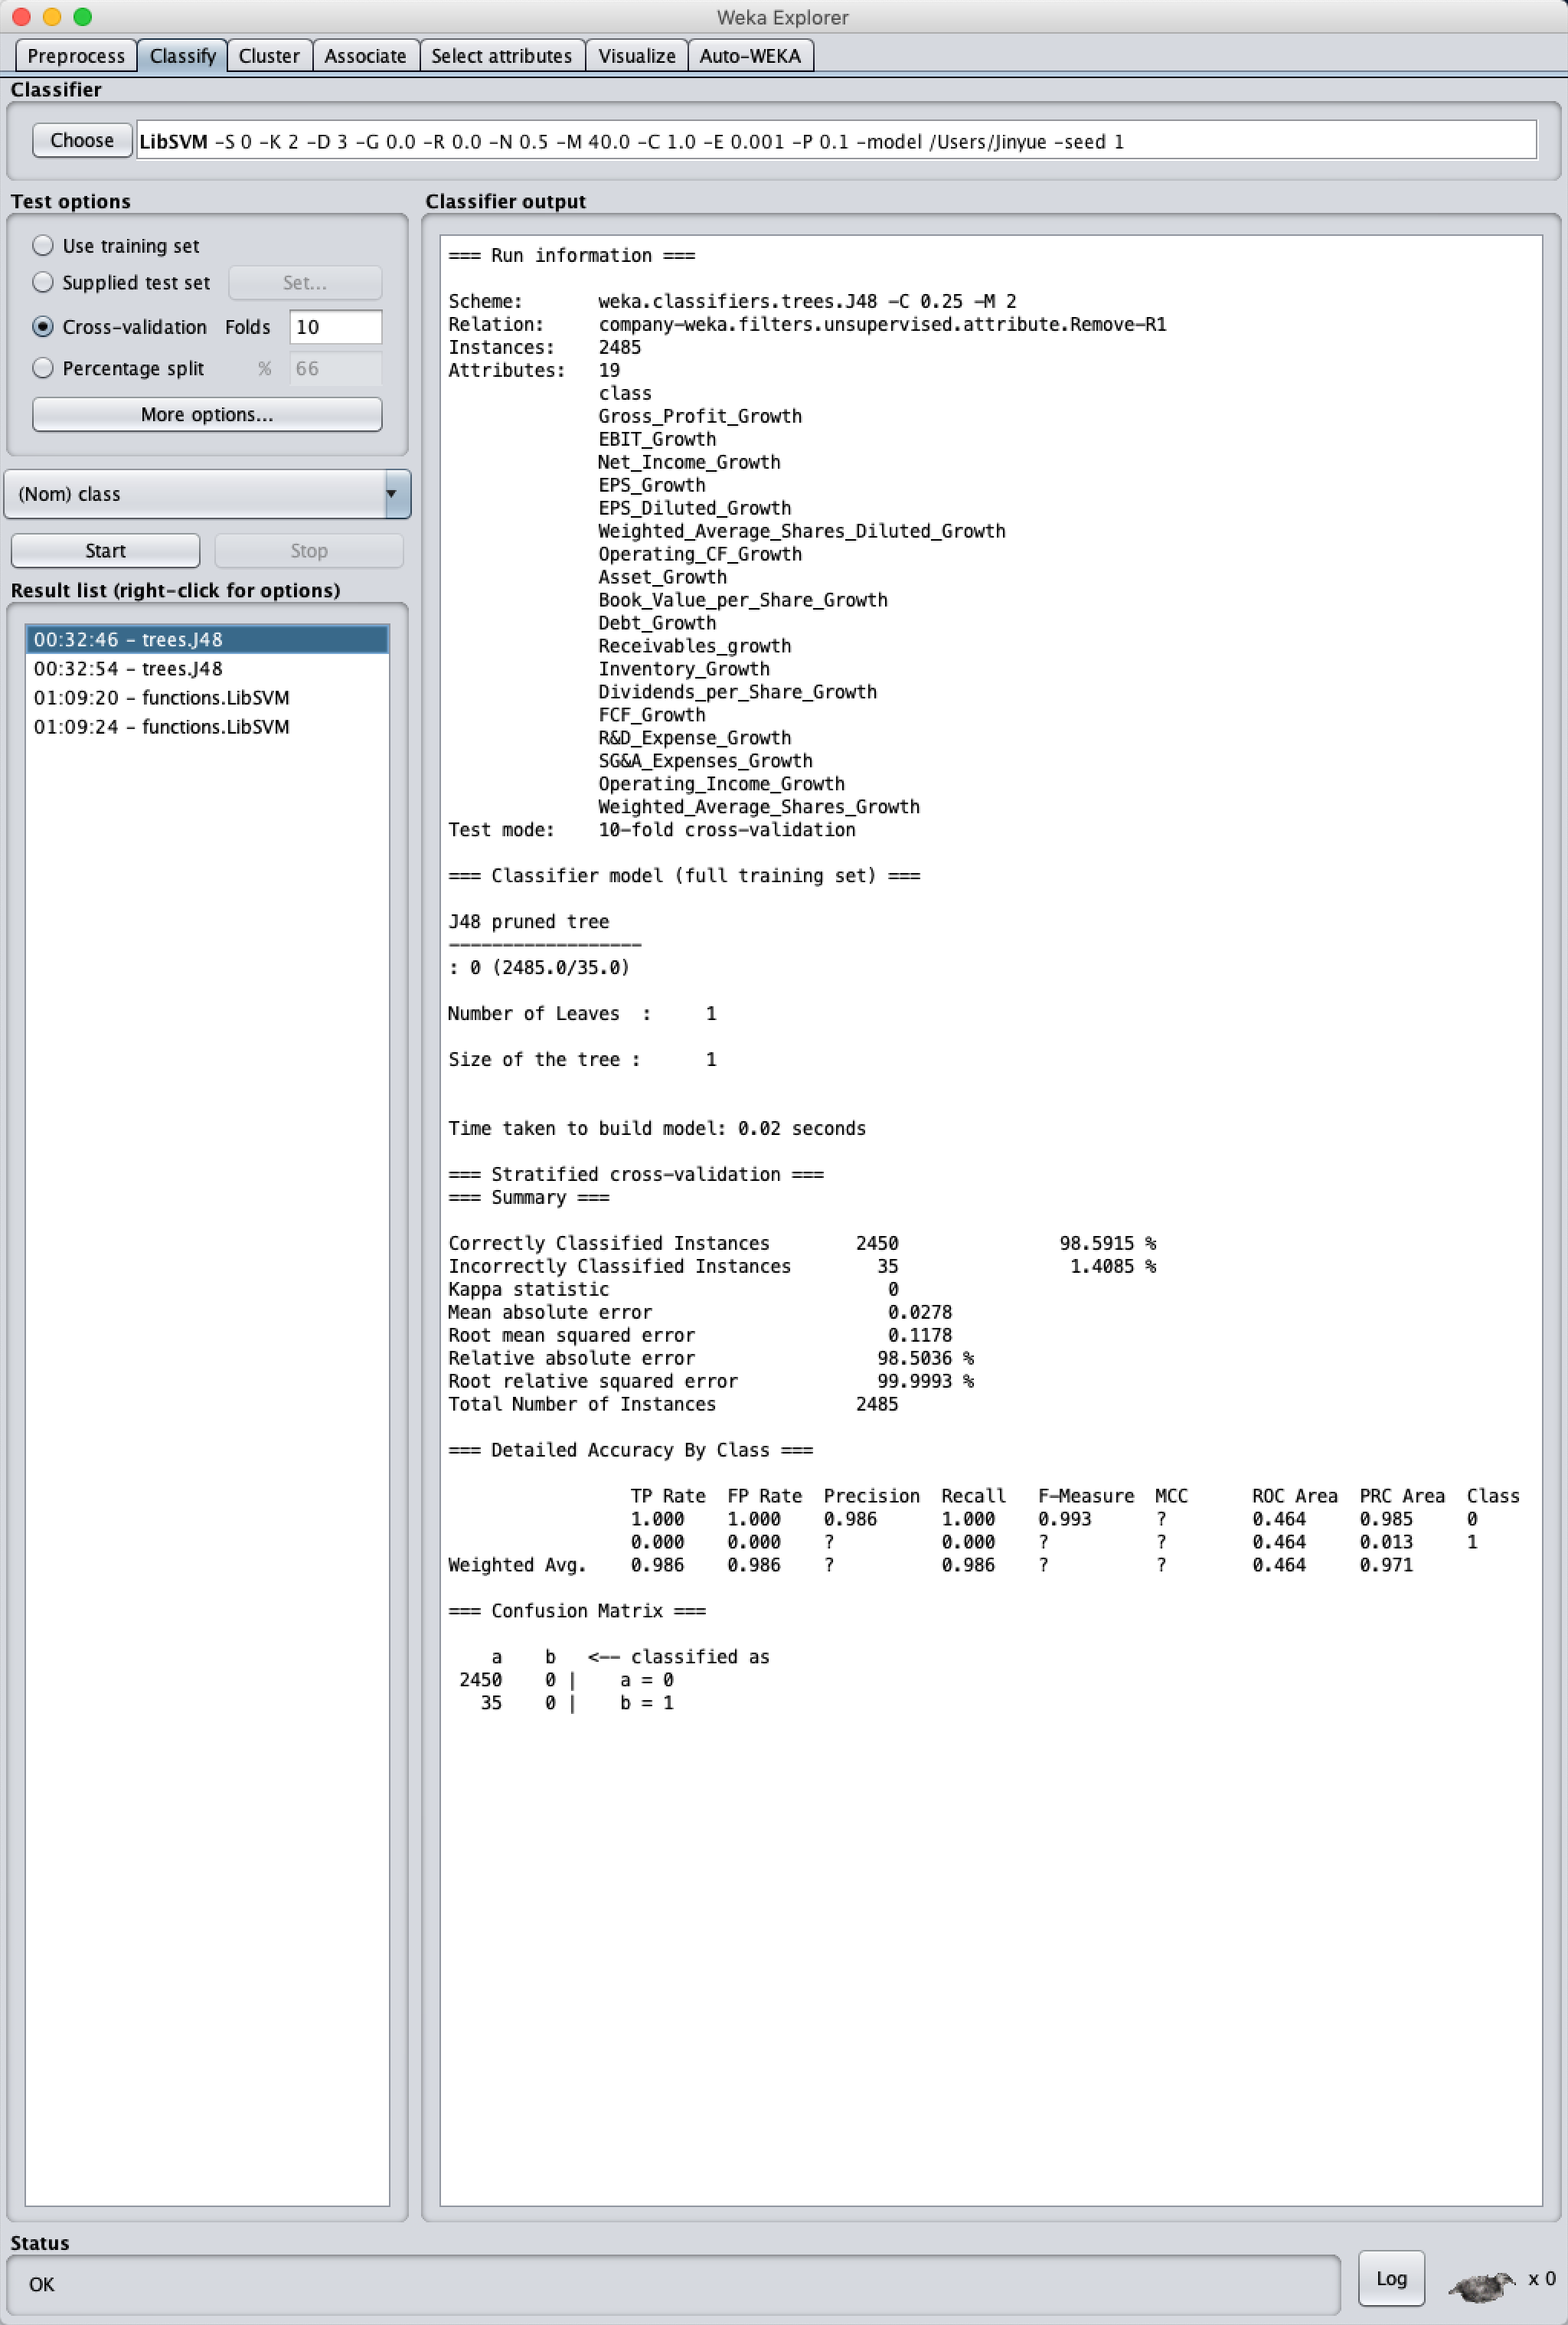 Weka Explorer
Preprocess Classify Cluster Associate Select attributes Visualize Auto-WEKA
Classifier
Choose LibSVM -S 0 -K 2 -D 3 -G 0.0 -R 0.0 -N 0.5 -M 40.0 -C 1.0 -E 0.001 -P 0.1 -model /Users/Jinyue -seed 1
Test options
Use training set
Supplied test set Set...
Cross-validation Folds 10
Percentage split % 66
More options...
(Nom) class
Start Stop
Result list (right-click for options)
00:32:46 - trees.J48
00:32:54 - trees.J48
01:09:20 - functions.LibSVM
01:09:24 - functions.LibSVM
Classifier output
=== Run information ===
Scheme: weka.classifiers.trees.J48 -C 0.25 -M 2
Relation: company-weka.filters.unsupervised.attribute.Remove-R1
Instances: 2485
Attributes: 19
class
Gross_Profit_Growth
EBIT_Growth
Net_Income_Growth
EPS_Growth
EPS_Diluted_Growth
Weighted_Average_Shares_Diluted_Growth
Operating_CF_Growth
Asset_Growth
Book_Value_per_Share_Growth
Debt_Growth
Receivables_growth
Inventory_Growth
Dividends_per_Share_Growth
FCF_Growth
R&D_Expense_Growth
SG&A_Expenses_Growth
Operating_Income_Growth
Weighted_Average_Shares_Growth
Test mode: 10-fold cross-validation
=== Classifier model (full training set) ===
J48 pruned tree
------------------
: 0 (2485.0/35.0)
Number of Leaves : 1
Size of the tree : 1
Time taken to build model: 0.02 seconds
=== Stratified cross-validation ===
=== Summary ===
Correctly Classified Instances 2450 98.5915 %
Incorrectly Classified Instances 35 1.4085 %
Kappa statistic 0
Mean absolute error 0.0278
Root mean squared error 0.1178
Relative absolute error 98.5036 %
Root relative squared error 99.9993 %
Total Number of Instances 2485
=== Detailed Accuracy By Class ===
TP Rate FP Rate Precision Recall F-Measure MCC ROC Area PRC Area Class
1.000 1.000 0.986 1.000 0.993 ? 0.464 0.985 0
0.000 0.000 ? 0.000 ? ? 0.464 0.013 1
Weighted Avg. 0.986 0.986 ? 0.986 ? ? 0.464 0.971
=== Confusion Matrix ===
a b <-- classified as
2450 0 | a = 0
35 0 | b = 1
Status
OK
Log
x 0